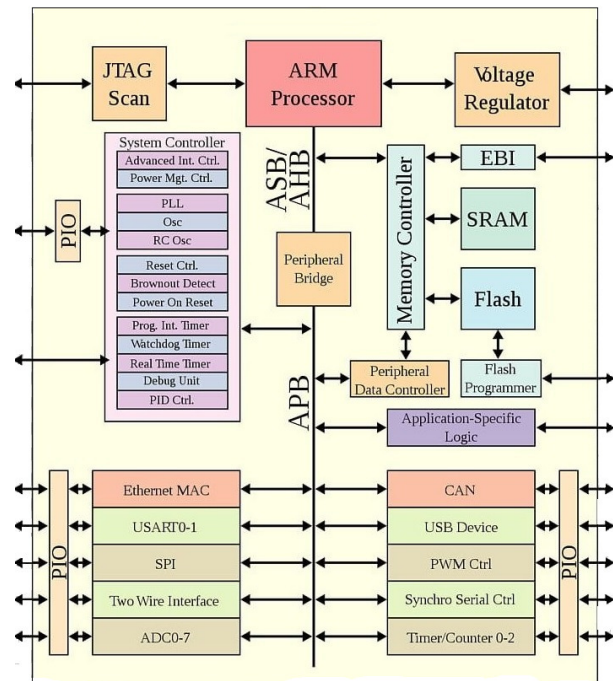 JTAG
Scan
ARM
Processor
Voltage
Regulator
System Controller
Advanced Int. Ctrl.
Power Mgt. Ctrl.
PLL
Osc
RC Osc
Reset Ctrl.
Brownout Detect
Power On Reset
Prog. Int. Timer
Watchdog Timer
Real Time Timer
Debug Unit
PID Ctrl.
PIO
ASB/
AHB
Peripheral
Bridge
APB
Memory Controller
EBI
SRAM
Flash
Peripheral
Data Controller
Flash
Programmer
Application-Specific
Logic
PIO
Ethernet MAC
USART0-1
SPI
Two Wire Interface
ADC0-7
CAN
USB Device
PWM Ctrl
Synchro Serial Ctrl
Timer/Counter 0-2
PIO